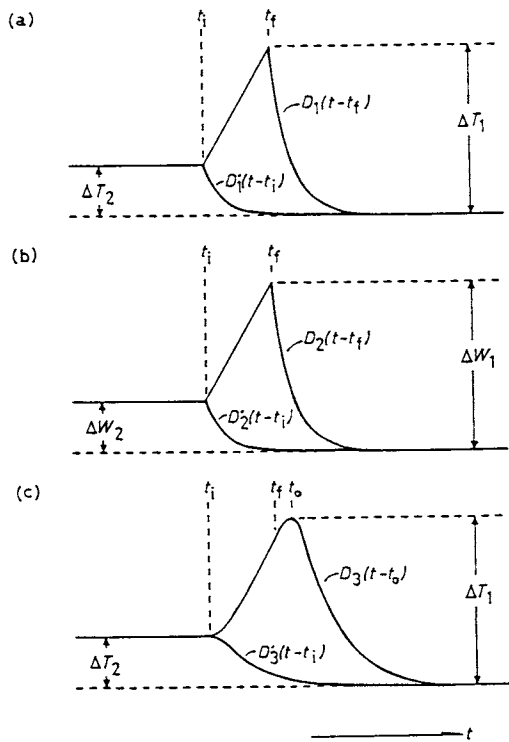 (a)
t_i t_f
D_1(t-t_f)
ΔT_1
D'_1(t-t_i)
ΔT_2
(b)
t_i t_f
D_2(t-t_f)
ΔW_1
D'_2(t-t_i)
ΔW_2
(c)
t_i t_f t_o
D_3(t-t_o)
ΔT_1
D'_3(t-t_i)
ΔT_2
t